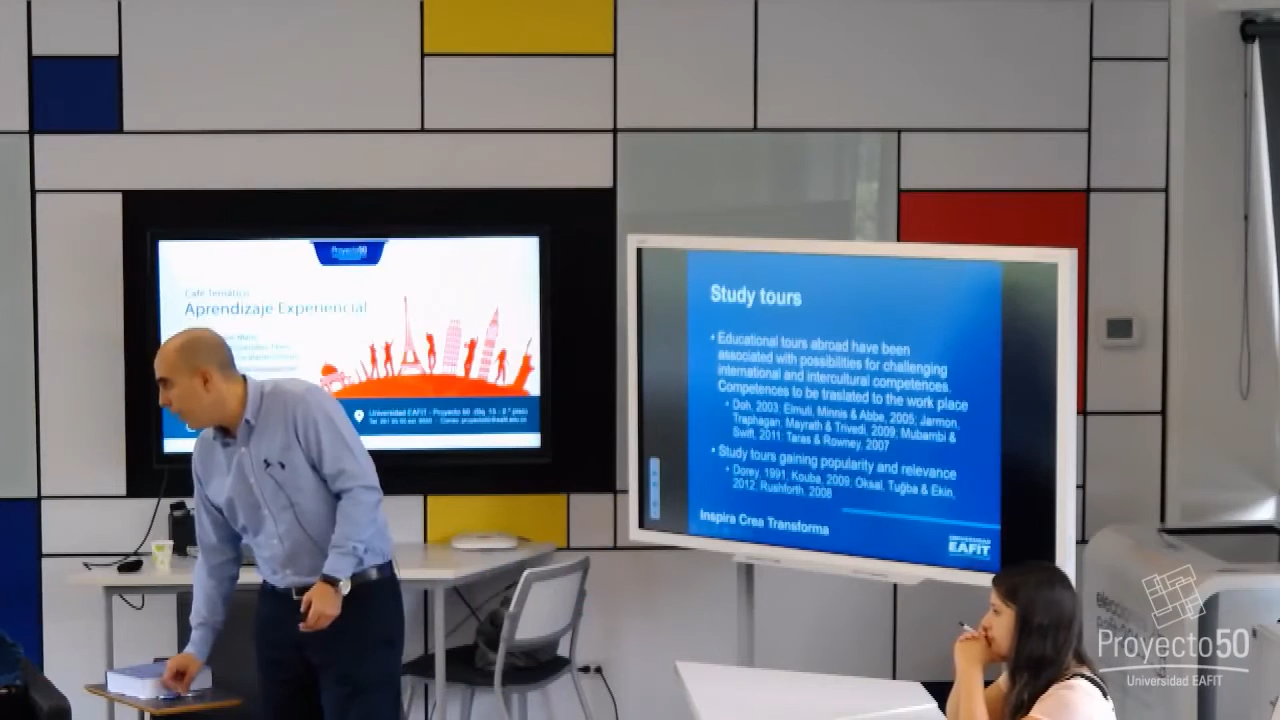 Proyecto50
Café Temático
Aprendizaje Experiencial
Universidad EAFIT - Proyecto 50
Study tours
• Educational tours abroad have been
associated with possibilities for challenging
international and intercultural competences.
Competences to be traslated to the work place
• Doh, 2003; Elmuti, Minnis & Abbe, 2005; Jarmon,
Traphagan, Mayrath & Trivedi, 2009; Mubambi &
Swift, 2011; Taras & Rowney, 2007
• Study tours gaining popularity and relevance
• Dorey, 1991, Kouba, 2009; Oksal, Tuğba & Ekin,
2012, Rushforth, 2008
Inspira Crea Transforma
UNIVERSIDAD
EAFIT
Proyecto50
Universidad EAFIT